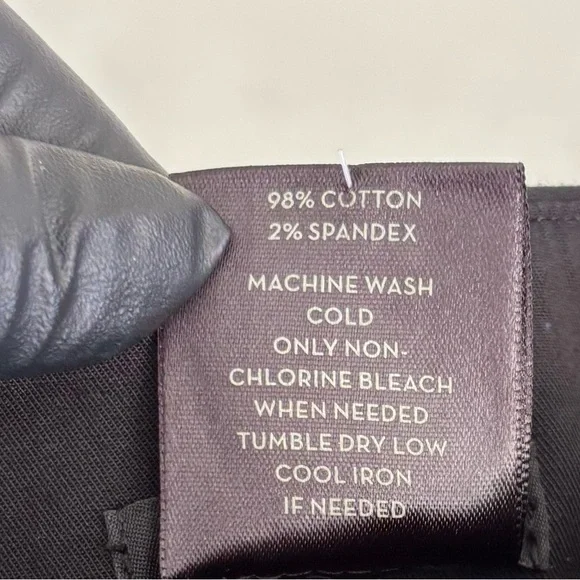 98% COTTON
2% SPANDEX
MACHINE WASH
COLD
ONLY NON-
CHLORINE BLEACH
WHEN NEEDED
TUMBLE DRY LOW
COOL IRON
IF NEEDED